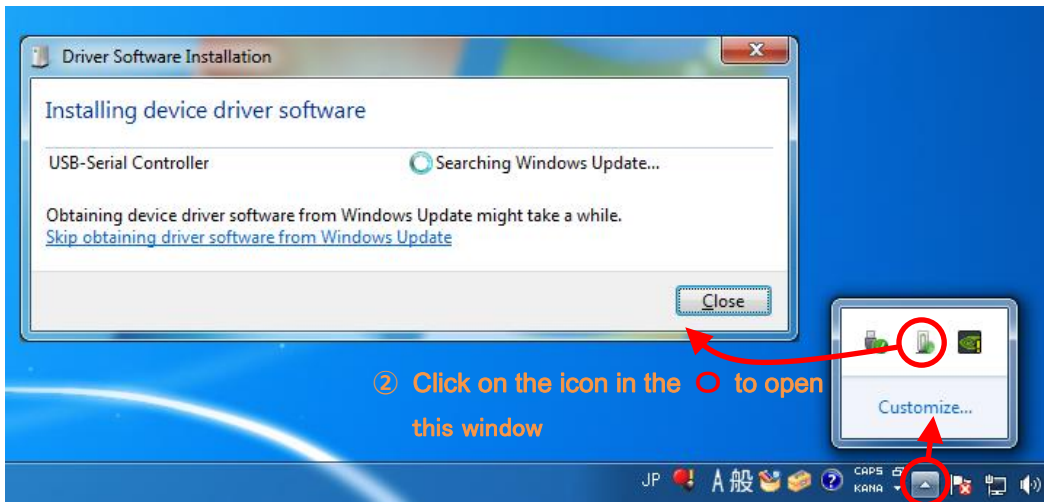 Driver Software Installation
Installing device driver software
USB-Serial Controller Searching Windows Update...
Obtaining device driver software from Windows Update might take a while.
Skip obtaining driver software from Windows Update
Close
② Click on the icon in the O to open
this window
Customize...
JP A 般 CAPS
KANA